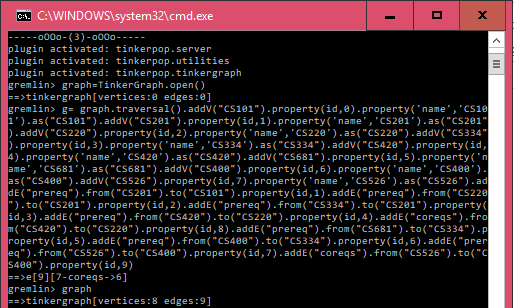 C:\WINDOWS\system32\cmd.exe
-----oOOo-(3)-oOOo-----
plugin activated: tinkerpop.server
plugin activated: tinkerpop.utilities
plugin activated: tinkerpop.tinkergraph
gremlin> graph=TinkerGraph.open()
==>tinkergraph[vertices:0 edges:0]
gremlin> g= graph.traversal().addV("CS101").property(id,0).property('name','CS10
1').as("CS101").addV("CS201").property(id,1).property('name','CS201').as("CS201"
).addV("CS220").property(id,2).property('name','CS220').as("CS220").addV("CS334"
).property(id,3).property('name','CS334').as("CS334").addV("CS420").property(id,
4).property('name','CS420').as("CS420").addV("CS681").property(id,5).property('n
ame','CS681').as("CS681").addV("CS400").property(id,6).property('name','CS400').
as("CS400").addV("CS526").property(id,7).property('name','CS526').as("CS526").ad
dE("prereq").from("CS201").to("CS101").property(id,1).addE("prereq").from("CS220
").to("CS201").property(id,2).addE("prereq").from("CS334").to("CS201").property(
id,3).addE("prereq").from("CS420").to("CS220").property(id,4).addE("coreqs").fro
m("CS420").to("CS220").property(id,8).addE("prereq").from("CS681").to("CS334").p
roperty(id,5).addE("prereq").from("CS400").to("CS334").property(id,6).addE("prer
eq").from("CS526").to("CS400").property(id,7).addE("coreqs").from("CS526").to("C
S400").property(id,9)
==>e[9][7-coreqs->6]
gremlin> graph
==>tinkergraph[vertices:8 edges:9]